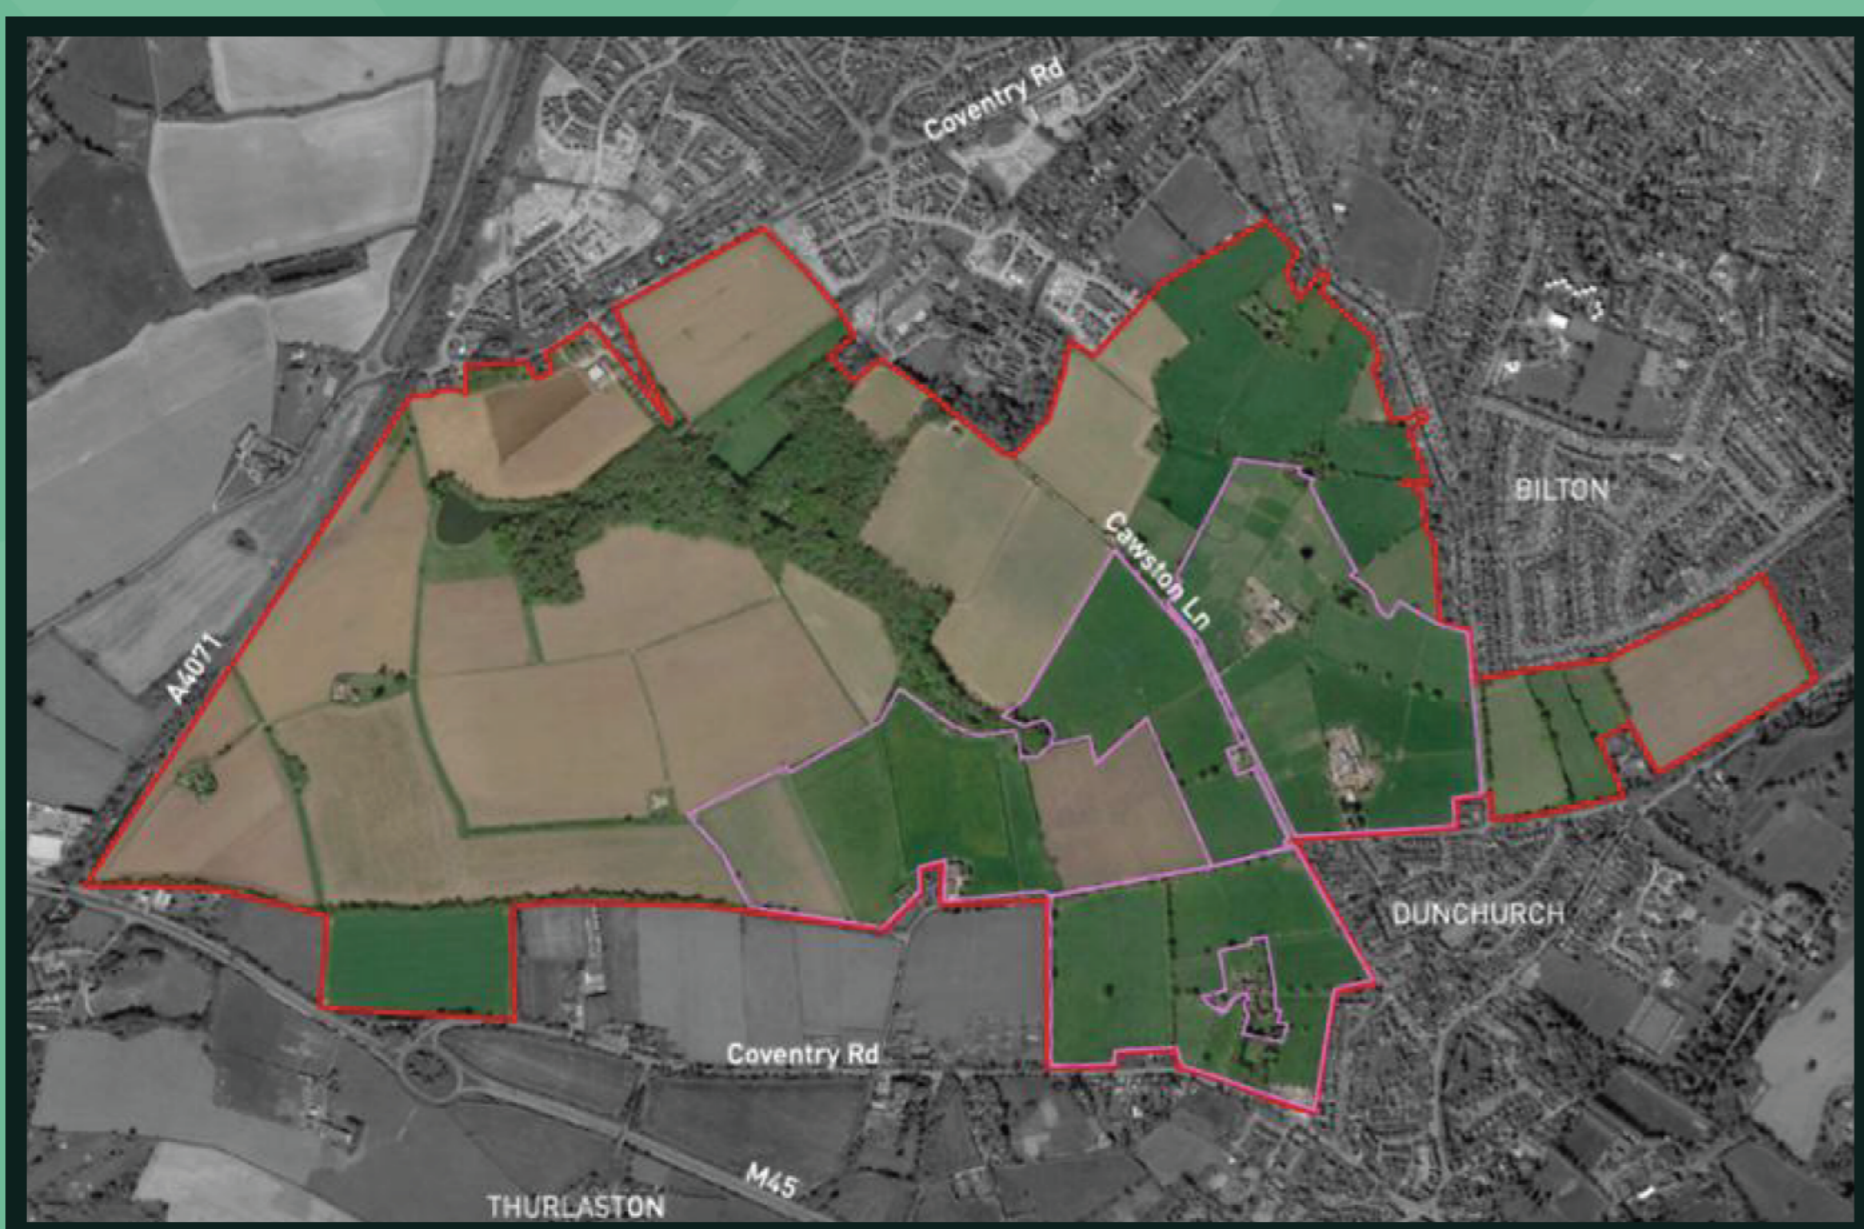 Coventry Rd
Cawston Ln
BILTON
A4071
DUNCHURCH
Coventry Rd
M45
THURLASTON